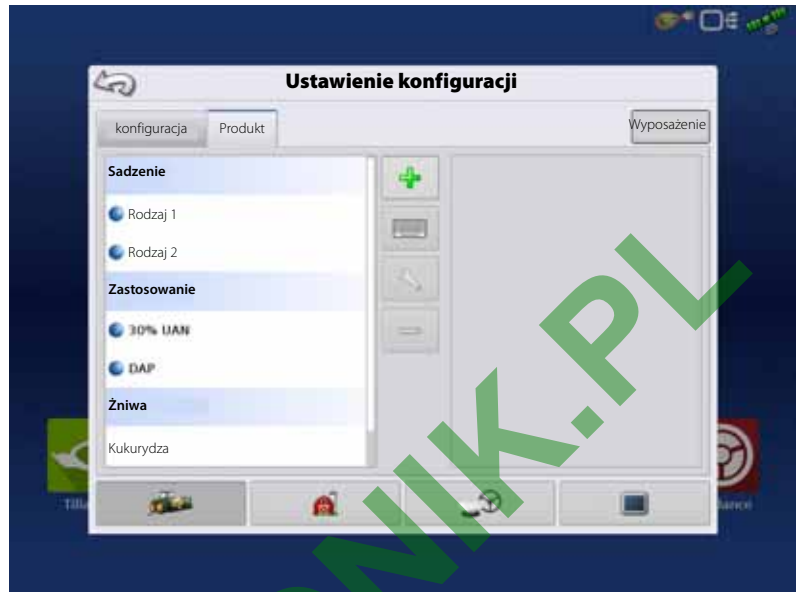 Ustawienie konfiguracji
konfiguracja Produkt Wyposażenie
Sadzenie
Rodzaj 1
Rodzaj 2
Zastosowanie
30% UAN
DAP
Żniwa
Kukurydza
NIK.PL